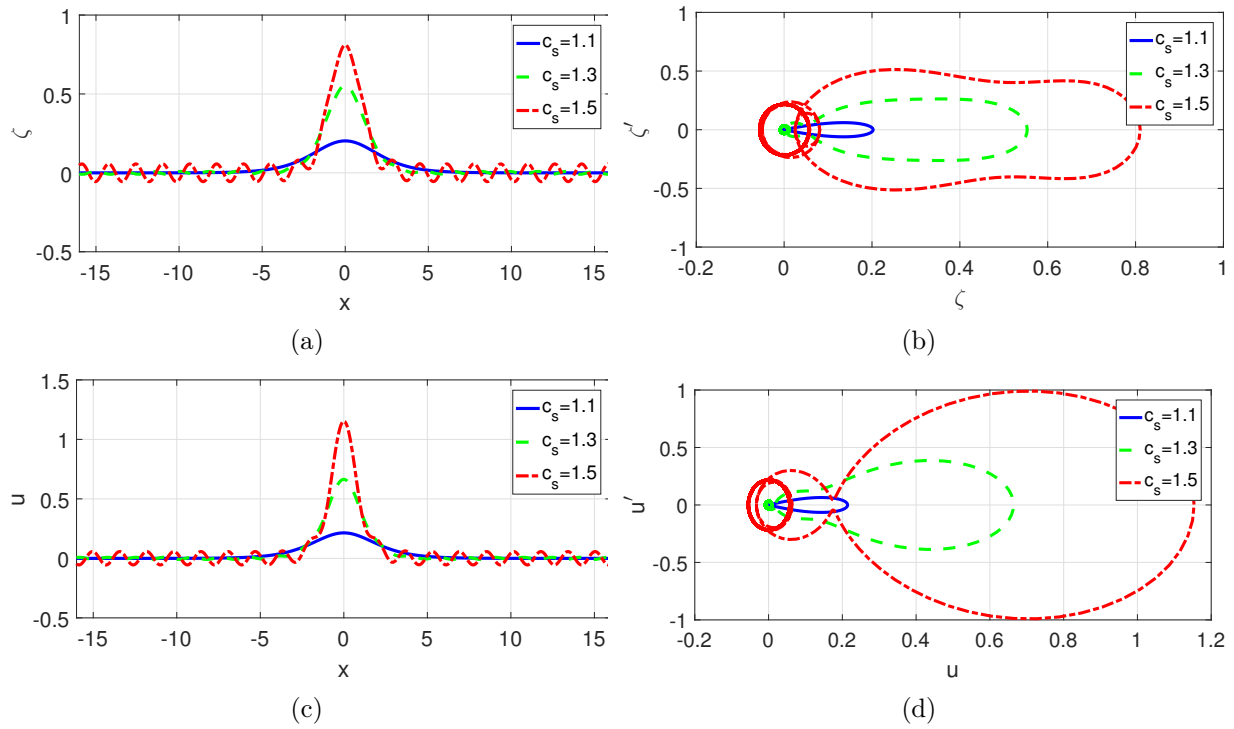 1
0.5
0
-0.5
ζ
-15 -10 -5 0 5 10 15
x
c_s=1.1
c_s=1.3
c_s=1.5
(a)
1
0.5
0
-0.5
-1
ζ′
-0.2 0 0.2 0.4 0.6 0.8 1
ζ
c_s=1.1
c_s=1.3
c_s=1.5
(b)
1.5
1
0.5
0
-0.5
u
-15 -10 -5 0 5 10 15
x
c_s=1.1
c_s=1.3
c_s=1.5
(c)
1
0.5
0
-0.5
-1
u′
-0.2 0 0.2 0.4 0.6 0.8 1 1.2
u
c_s=1.1
c_s=1.3
c_s=1.5
(d)